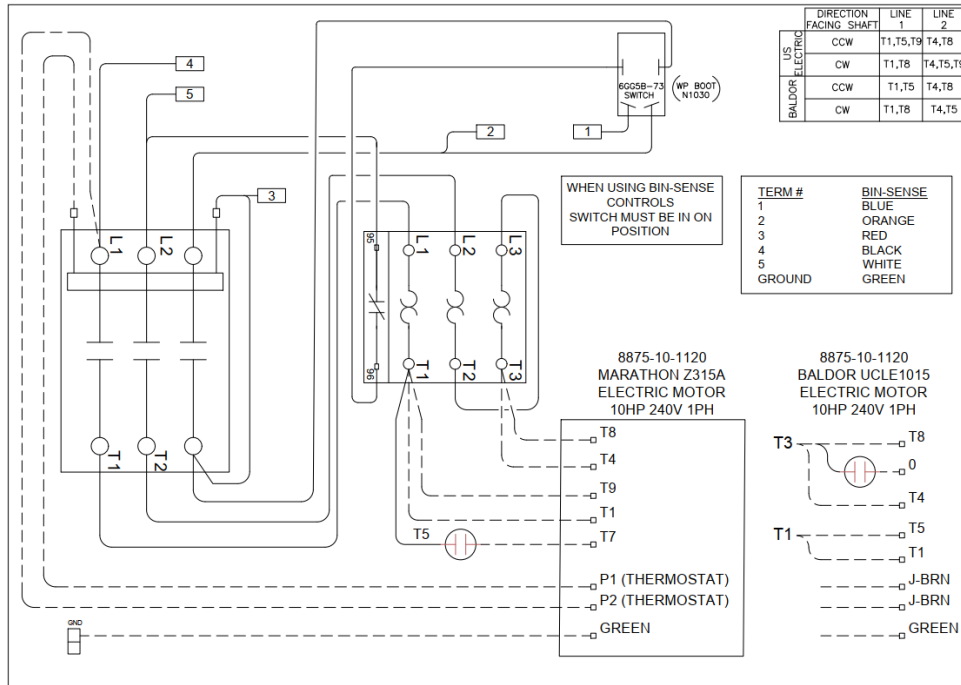 DIRECTION FACING SHAFT LINE 1 LINE 2
US ELECTRIC
CCW T1,T5,T9 T4,T8
CW T1,T8 T4,T5,T9
BALDOR
CCW T1,T5 T4,T8
CW T1,T8 T4,T5
4
5
6GG5B-73
SWITCH
(WP BOOT
N1030)
2
1
3
WHEN USING BIN-SENSE
CONTROLS
SWITCH MUST BE IN ON
POSITION
TERM # BIN-SENSE
1 BLUE
2 ORANGE
3 RED
4 BLACK
5 WHITE
GROUND GREEN
L1 L2
95 L1 L2 L3
96 T1 T2 T3
T1 T2
8875-10-1120
MARATHON Z315A
ELECTRIC MOTOR
10HP 240V 1PH
T8
T4
T9
T1
T5 T7
P1 (THERMOSTAT)
P2 (THERMOSTAT)
GREEN
GND
8875-10-1120
BALDOR UCLE1015
ELECTRIC MOTOR
10HP 240V 1PH
T3 T8
0
T4
T1 T5
T1
J-BRN
J-BRN
GREEN